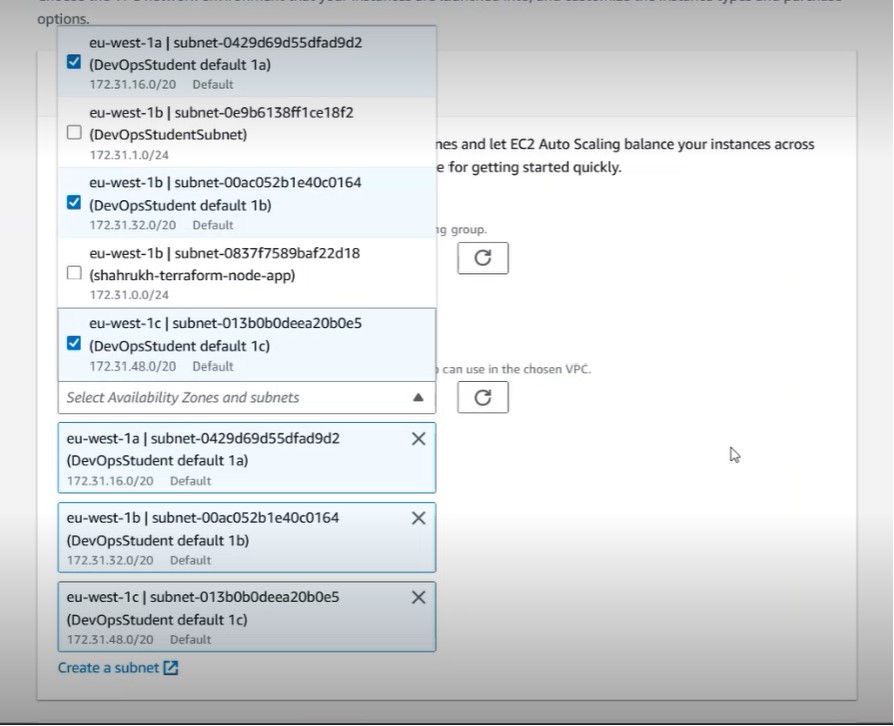 options.
eu-west-1a | subnet-0429d69d55dfad9d2
(DevOpsStudent default 1a)
172.31.16.0/20 Default
eu-west-1b | subnet-0e9b6138ff1ce18f2
(DevOpsStudentSubnet)
172.31.1.0/24
nes and let EC2 Auto Scaling balance your instances across
e for getting started quickly.
eu-west-1b | subnet-00ac052b1e40c0164
(DevOpsStudent default 1b)
172.31.32.0/20 Default
ng group.
eu-west-1b | subnet-0837f7589baf22d18
(shahrukh-terraform-node-app)
172.31.0.0/24
eu-west-1c | subnet-013b0b0deea20b0e5
(DevOpsStudent default 1c)
172.31.48.0/20 Default
can use in the chosen VPC.
Select Availability Zones and subnets
eu-west-1a | subnet-0429d69d55dfad9d2
(DevOpsStudent default 1a)
172.31.16.0/20 Default
eu-west-1b | subnet-00ac052b1e40c0164
(DevOpsStudent default 1b)
172.31.32.0/20 Default
eu-west-1c | subnet-013b0b0deea20b0e5
(DevOpsStudent default 1c)
172.31.48.0/20 Default
Create a subnet